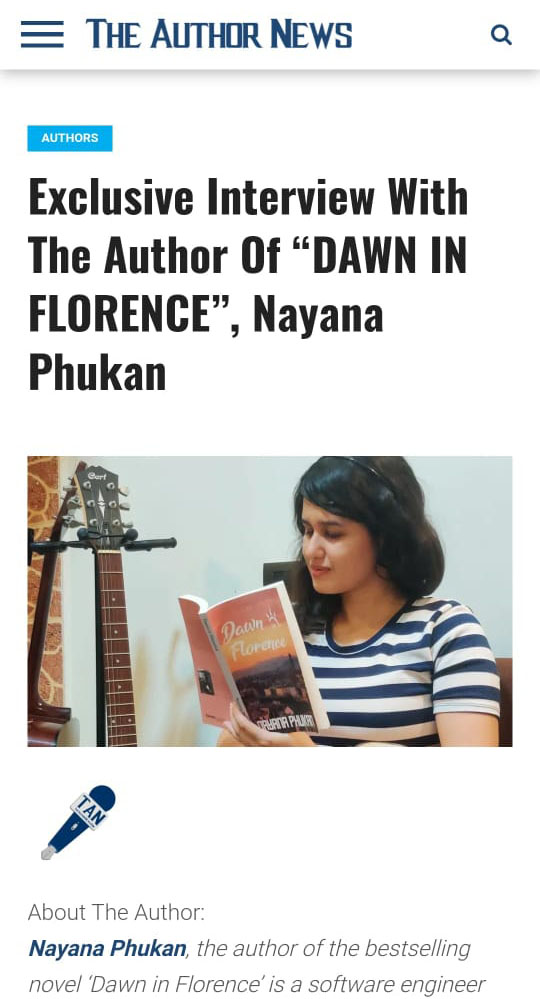 THE AUTHOR NEWS
AUTHORS
Exclusive Interview With
The Author Of “DAWN IN
FLORENCE”, Nayana
Phukan
Cort
Dawn in
Florence
NAYANA PHUKAN
TAN
About The Author:
Nayana Phukan, the author of the bestselling
novel ‘Dawn in Florence’ is a software engineer